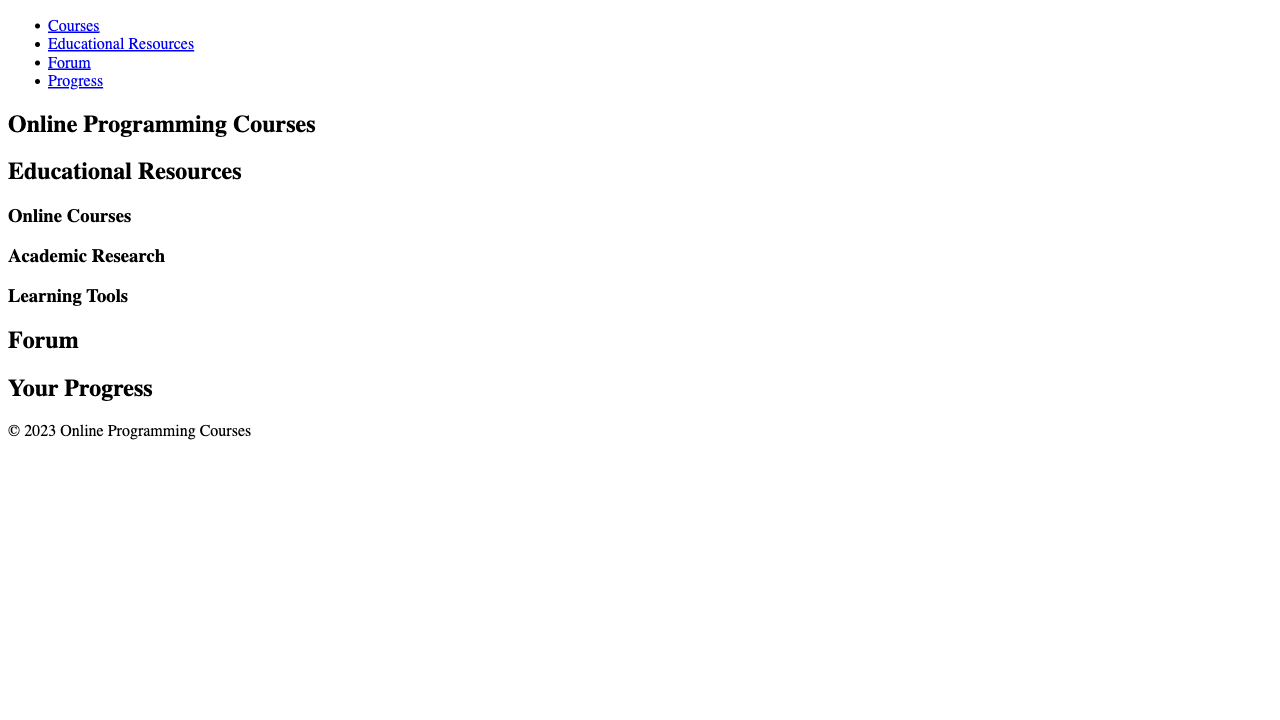 Courses
Educational Resources
Forum
Progress
Online Programming Courses
Educational Resources
Online Courses
Academic Research
Learning Tools
Forum
Your Progress
© 2023 Online Programming Courses